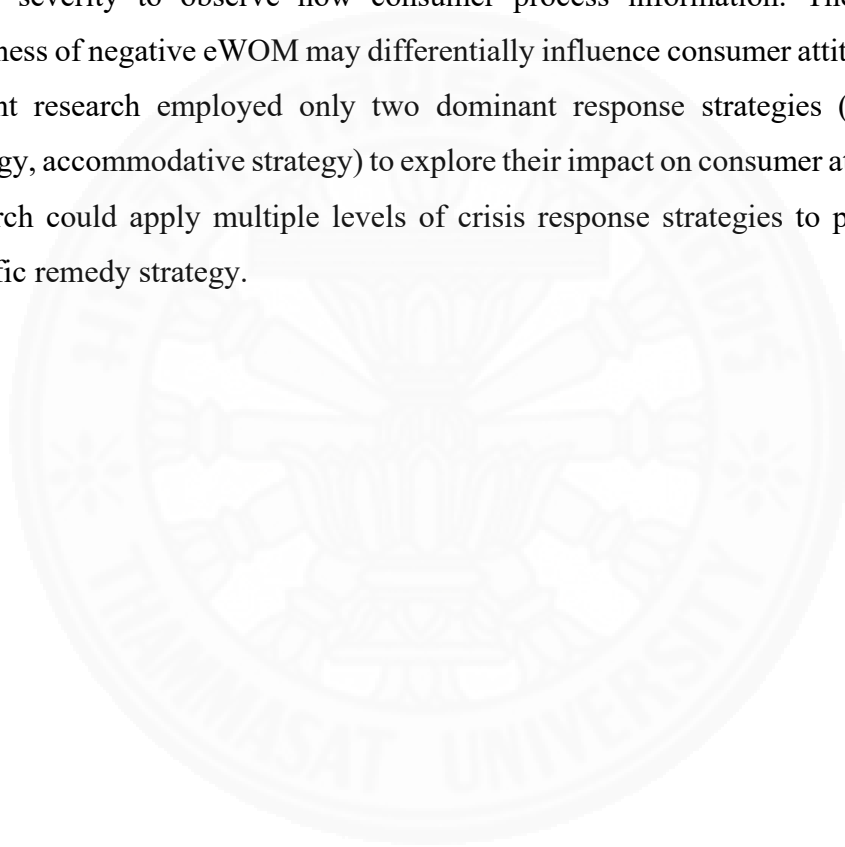 severity to observe how consumer process information. The
ness of negative eWOM may differentially influence consumer attit
nt research employed only two dominant response strategies (
gy, accommodative strategy) to explore their impact on consumer at
rch could apply multiple levels of crisis response strategies to p
fic remedy strategy.
THAMMASAT UNIVERSITY